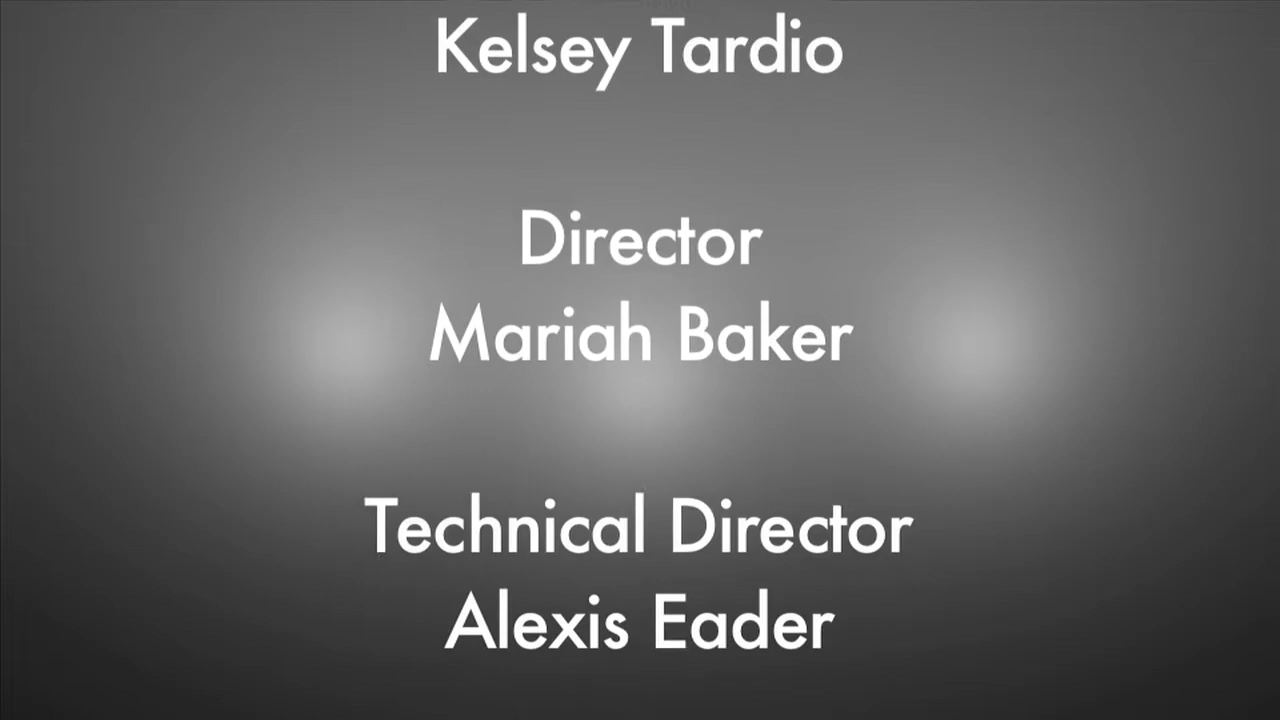 Kelsey Tardio
Director
Mariah Baker
Technical Director
Alexis Eader